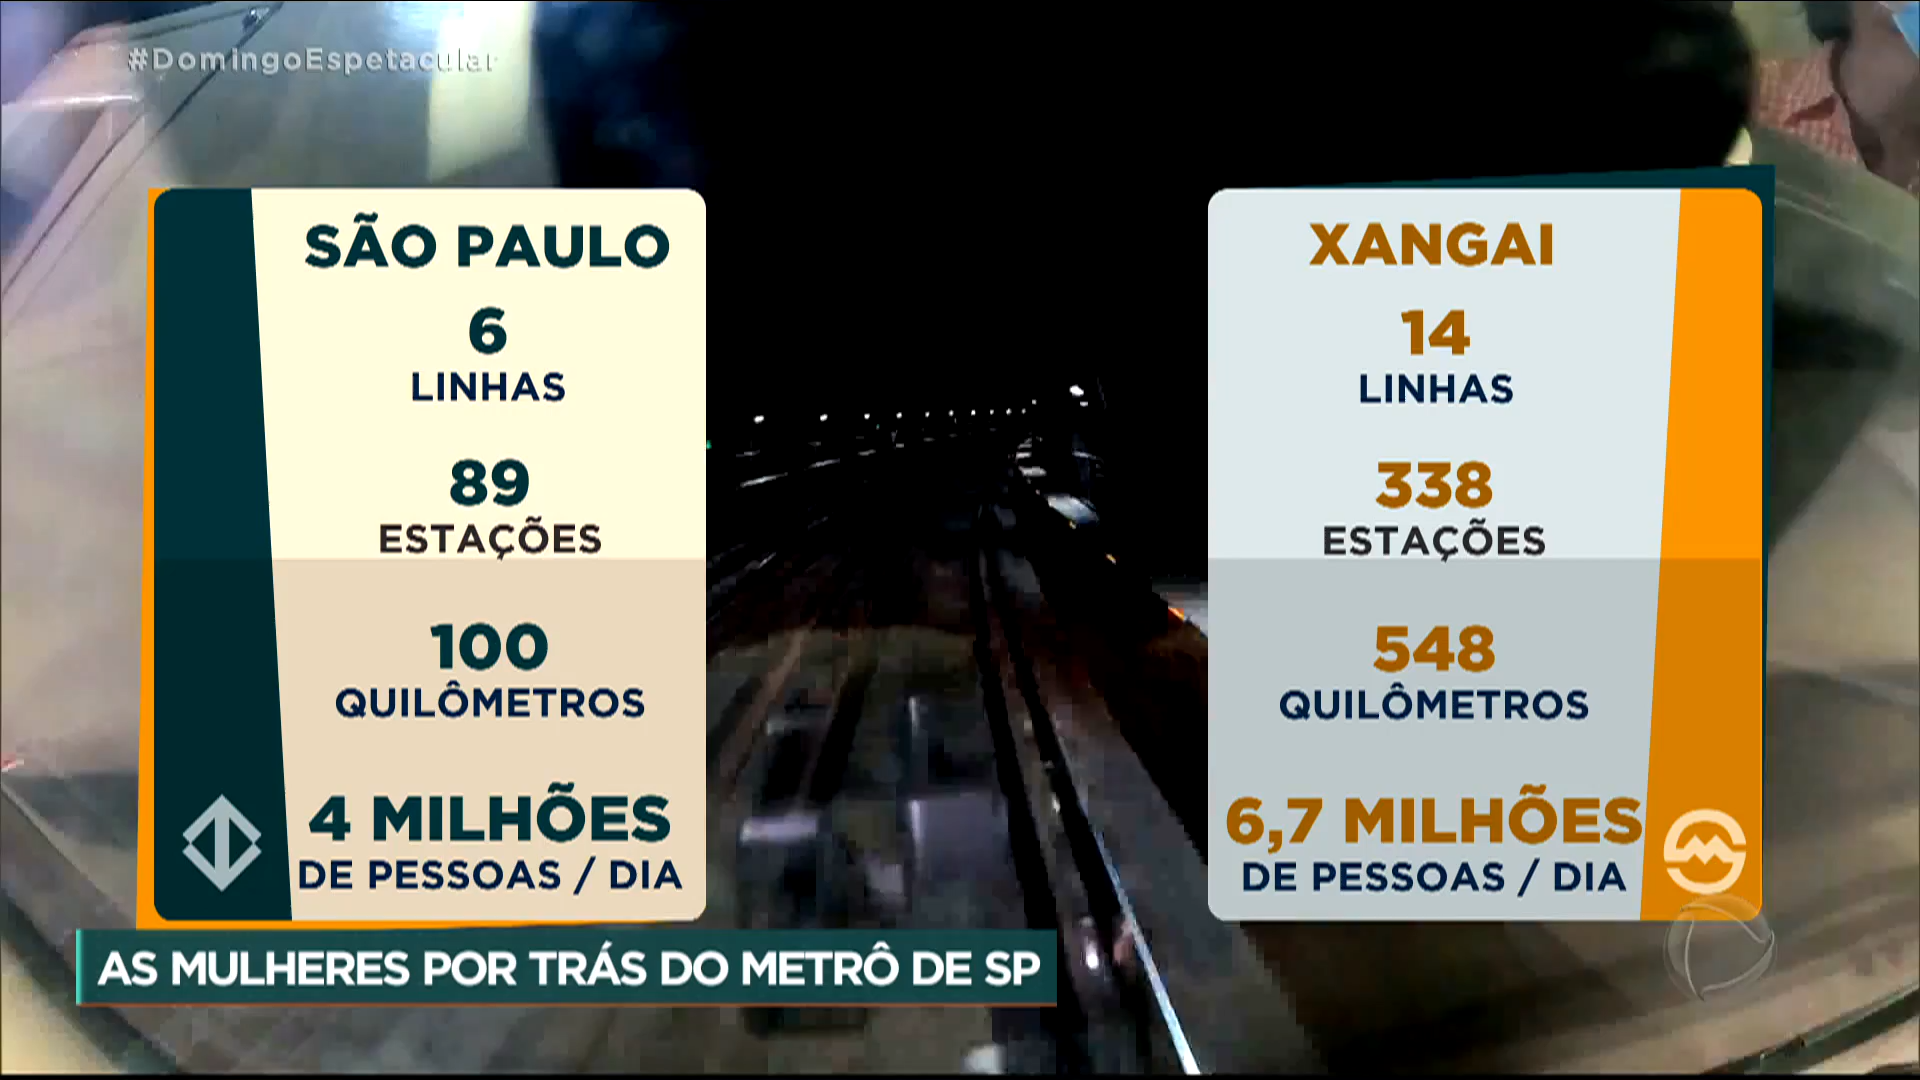 #DomingoEspetacular
SÃO PAULO
6
LINHAS
89
ESTAÇÕES
100
QUILÔMETROS
4 MILHÕES
DE PESSOAS / DIA
XANGAI
14
LINHAS
338
ESTAÇÕES
548
QUILÔMETROS
6,7 MILHÕES
DE PESSOAS / DIA
AS MULHERES POR TRÁS DO METRÔ DE SP